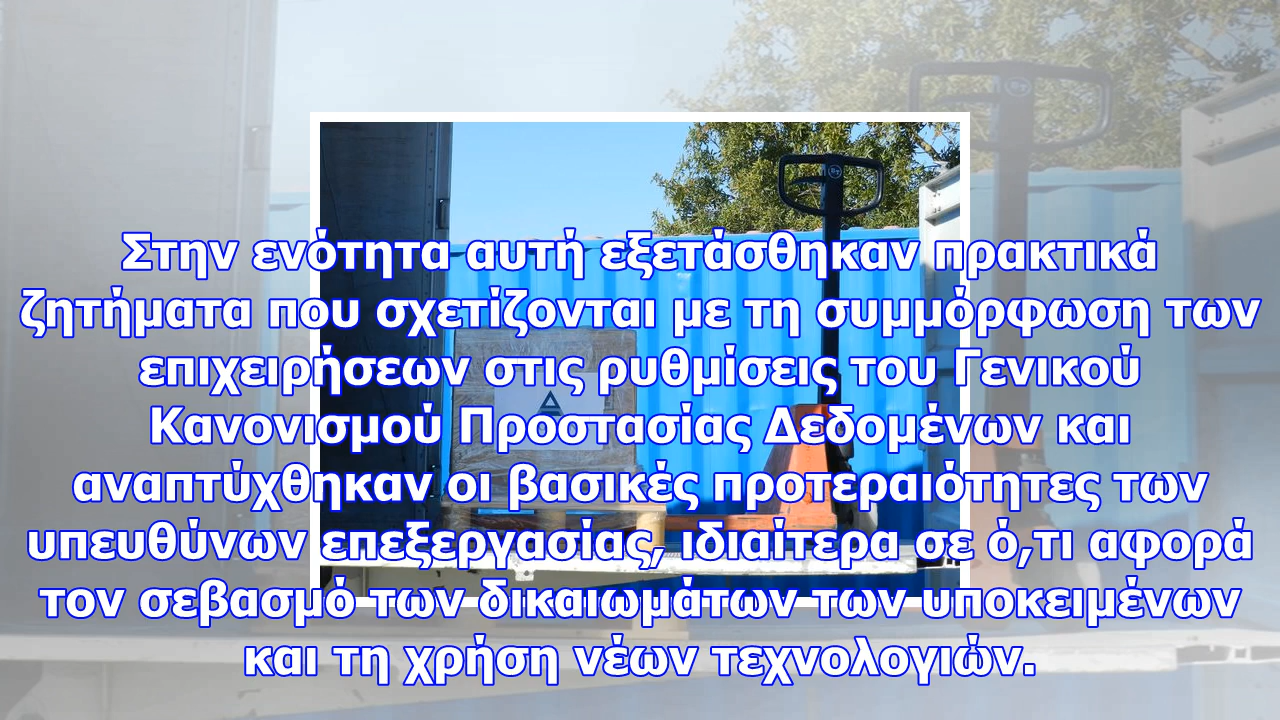 Στην ενότητα αυτή εξετάσθηκαν πρακτικά
ζητήματα που σχετίζονται με τη συμμόρφωση των
επιχειρήσεων στις ρυθμίσεις του Γενικού
Κανονισμού Προστασίας Δεδομένων και
αναπτύχθηκαν οι βασικές προτεραιότητες των
υπευθύνων επεξεργασίας, ιδιαίτερα σε ό,τι αφορά
τον σεβασμό των δικαιωμάτων των υποκειμένων
και τη χρήση νέων τεχνολογιών.